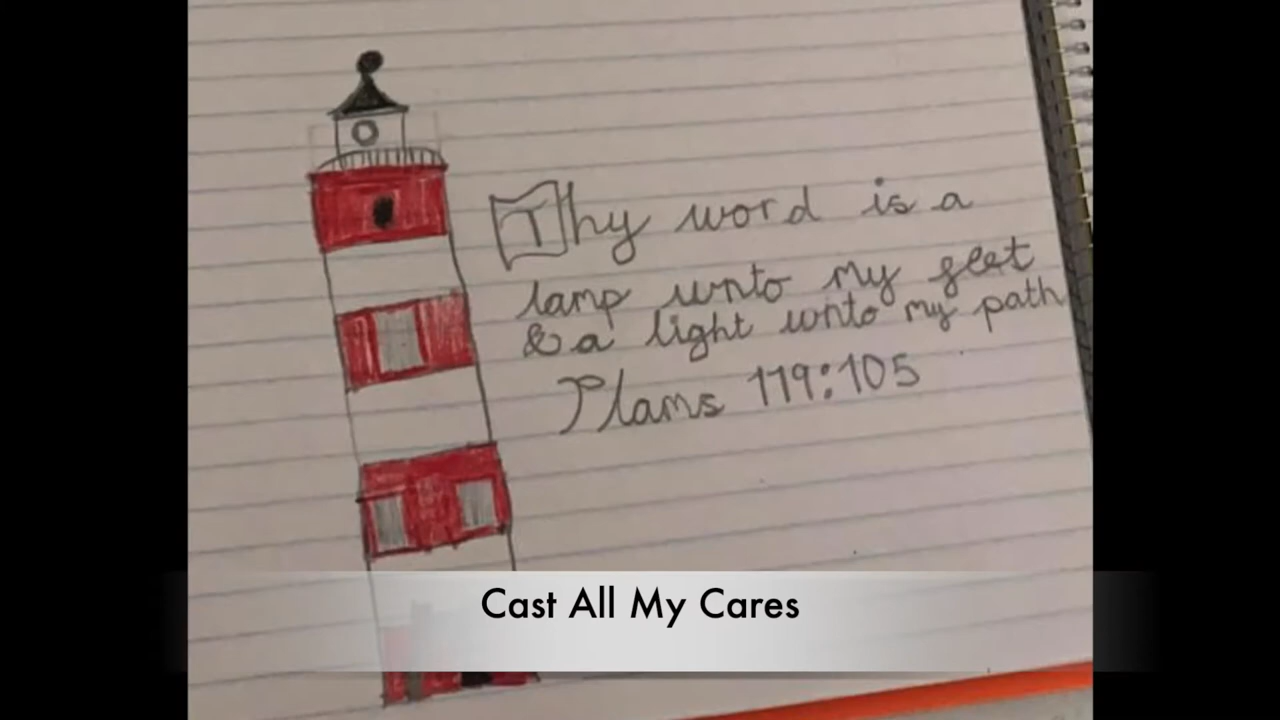 Thy word is a
lamp unto my feet
& a light unto my path
Plams 119:105
Cast All My Cares